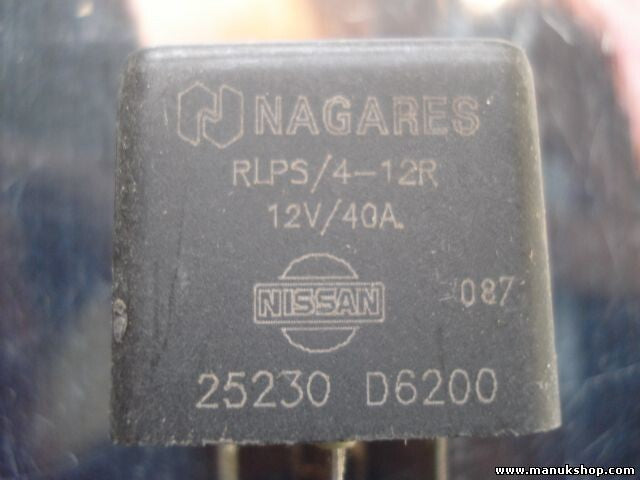 NAGARES
RLPS/4-12R
12V/40A.
NISSAN
087
25230 D6200
www.manukshop.com